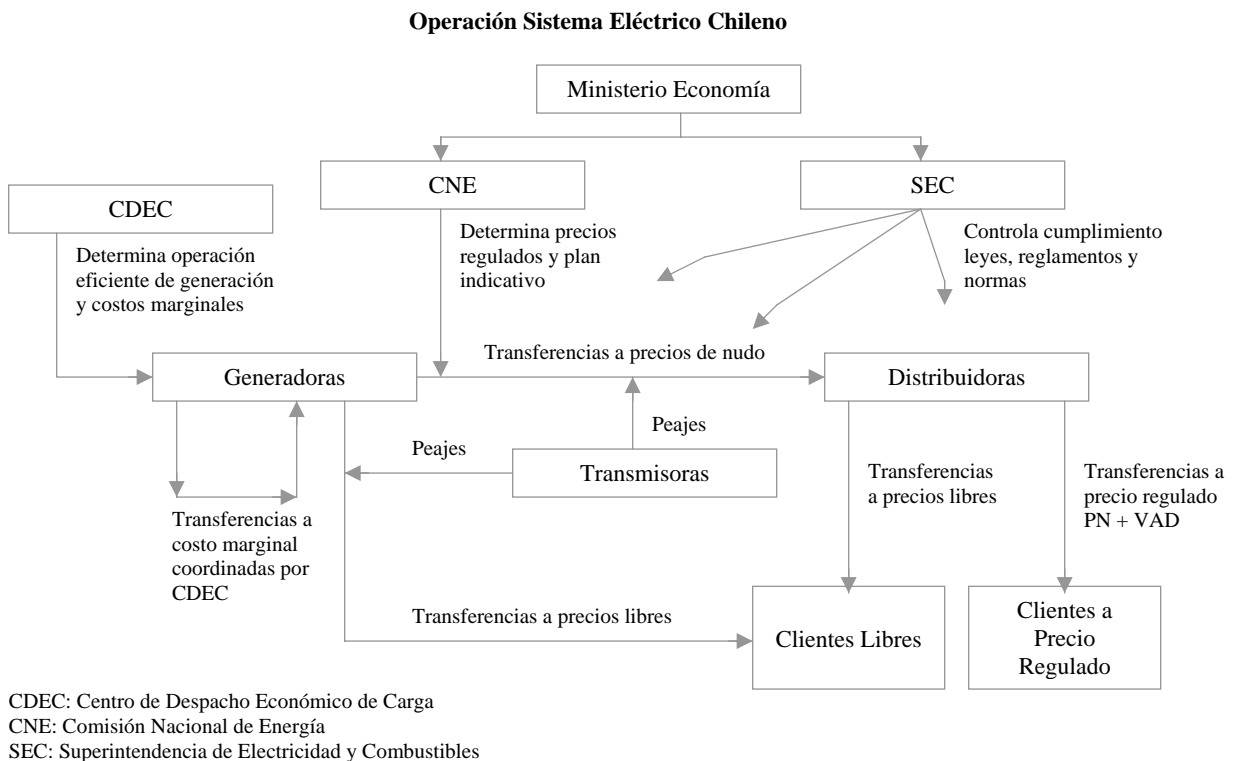 Operación Sistema Eléctrico Chileno
Ministerio Economía
CNE
SEC
CDEC
Determina operación
eficiente de generación
y costos marginales
Determina precios
regulados y plan
indicativo
Controla cumplimiento
leyes, reglamentos y
normas
Generadoras
Transferencias a precios de nudo
Distribuidoras
Peajes
Peajes
Transmisoras
Transferencias a
costo marginal
coordinadas por
CDEC
Transferencias
a precios libres
Transferencias a
precio regulado
PN + VAD
Transferencias a precios libres
Clientes Libres
Clientes a
Precio
Regulado
CDEC: Centro de Despacho Económico de Carga
CNE: Comisión Nacional de Energía
SEC: Superintendencia de Electricidad y Combustibles